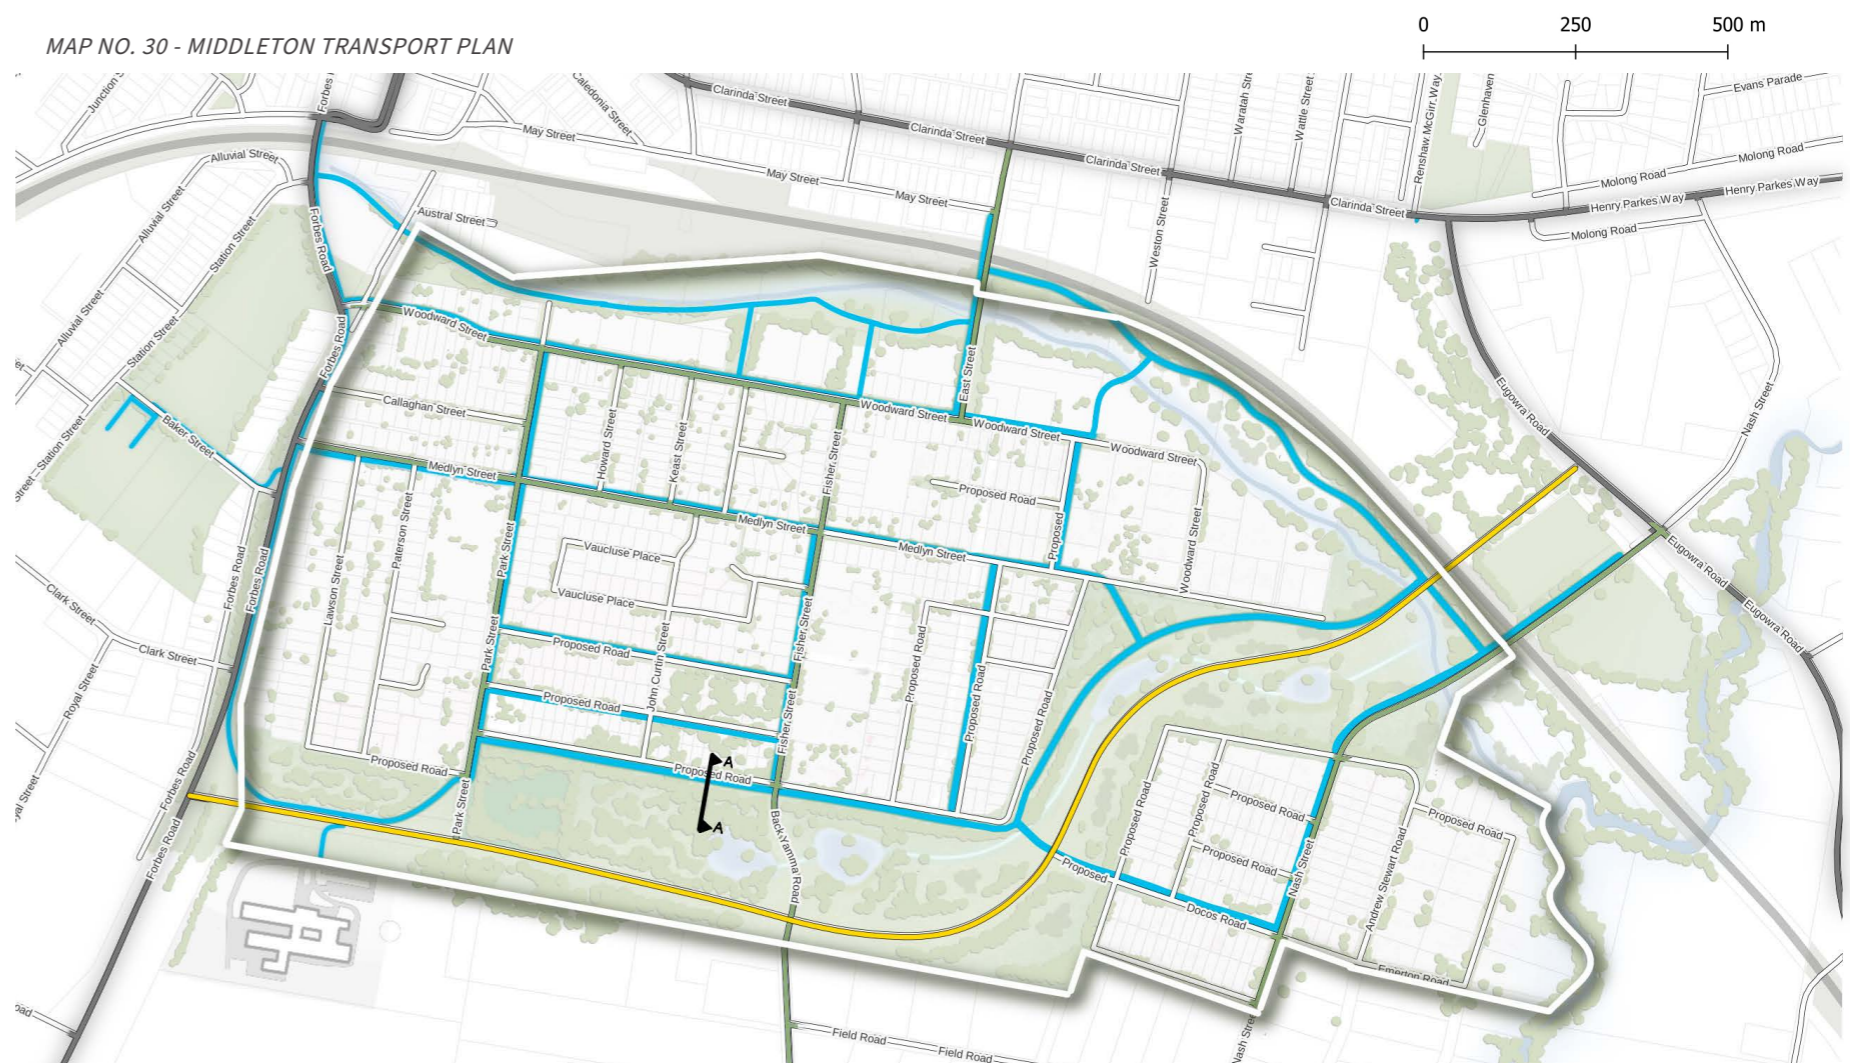 0 250 500 m
MAP NO. 30 - MIDDLETON TRANSPORT PLAN
Forbes
Caledonia Street
Clarinda Street
Waratah
Wattle Street
Renshaw McGirr Way
Glenhaven
Evans Parade
May Street
Clarinda Street
Molong Road
Alluvial Street
May Street
Clarinda Street
Molong Road
Henry Parkes Way
Alluvial Street
May Street
Clarinda Street
Henry Parkes Way
Station Street
Forbes Road
Austral Street
Weston Street
Molong Road
Alluvial Street
Woodward Street
Station Street
Forbes Road
East Street
Eugowra Road
Nash Street
Callaghan Street
Woodward Street
Woodward Street
Baker Street
Howard Street
Keast Street
Woodward Street
Station Street
Medlyn Street
Fisher Street
Proposed Road
Paterson Street
Medlyn Street
Proposed
Woodward Street
Park Street
Vaucluse Place
Medlyn Street
Eugowra Road
Forbes Road
Forbes Road
Lawson Street
Vaucluse Place
Eugowra Road
Clark Street
Clark Street
Park Street
Proposed Road
John Curtin Street
Fisher Street
Proposed Road
Royal Street
Proposed Road
Fisher Street
Proposed Road
Proposed Road
Proposed Road
Forbes Road
Proposed Road
A
A
Park Street
Back Yamma Road
Proposed Road
Proposed Road
Proposed Road
Proposed Road
Forbes Road
Proposed Road
Proposed
Nash Street
Andrew Stewart Road
Docos Road
Emerton Road
Field Road
Field Road